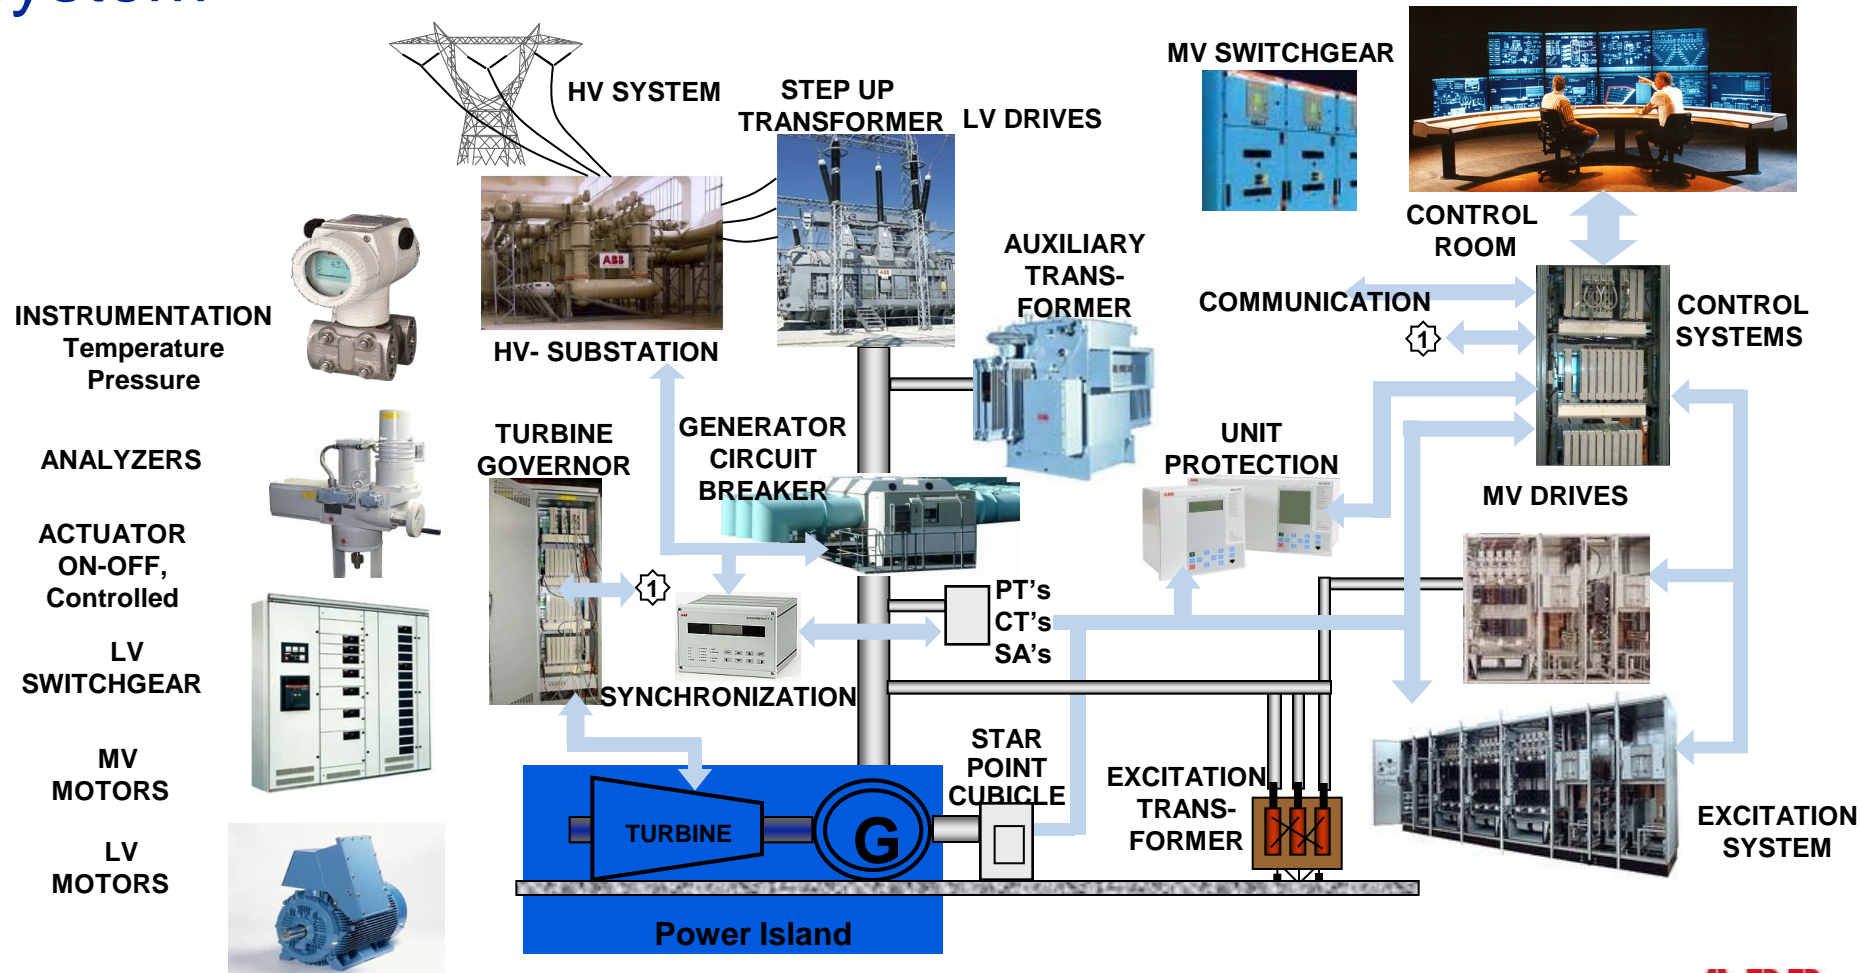 ystem
HV SYSTEM
STEP UP
TRANSFORMER
LV DRIVES
MV SWITCHGEAR
CONTROL
ROOM
AUXILIARY
TRANS-
FORMER
COMMUNICATION
CONTROL
SYSTEMS
1
INSTRUMENTATION
Temperature
Pressure
ABB
ABB
HV- SUBSTATION
ANALYZERS
TURBINE
GOVERNOR
GENERATOR
CIRCUIT
BREAKER
UNIT
PROTECTION
MV DRIVES
ACTUATOR
ON-OFF,
Controlled
1
PT's
CT's
SA's
LV
SWITCHGEAR
SYNCHRONIZATION
MV
MOTORS
STAR
POINT
CUBICLE
EXCITATION
TRANS-
FORMER
TURBINE
G
EXCITATION
SYSTEM
LV
MOTORS
Power Island